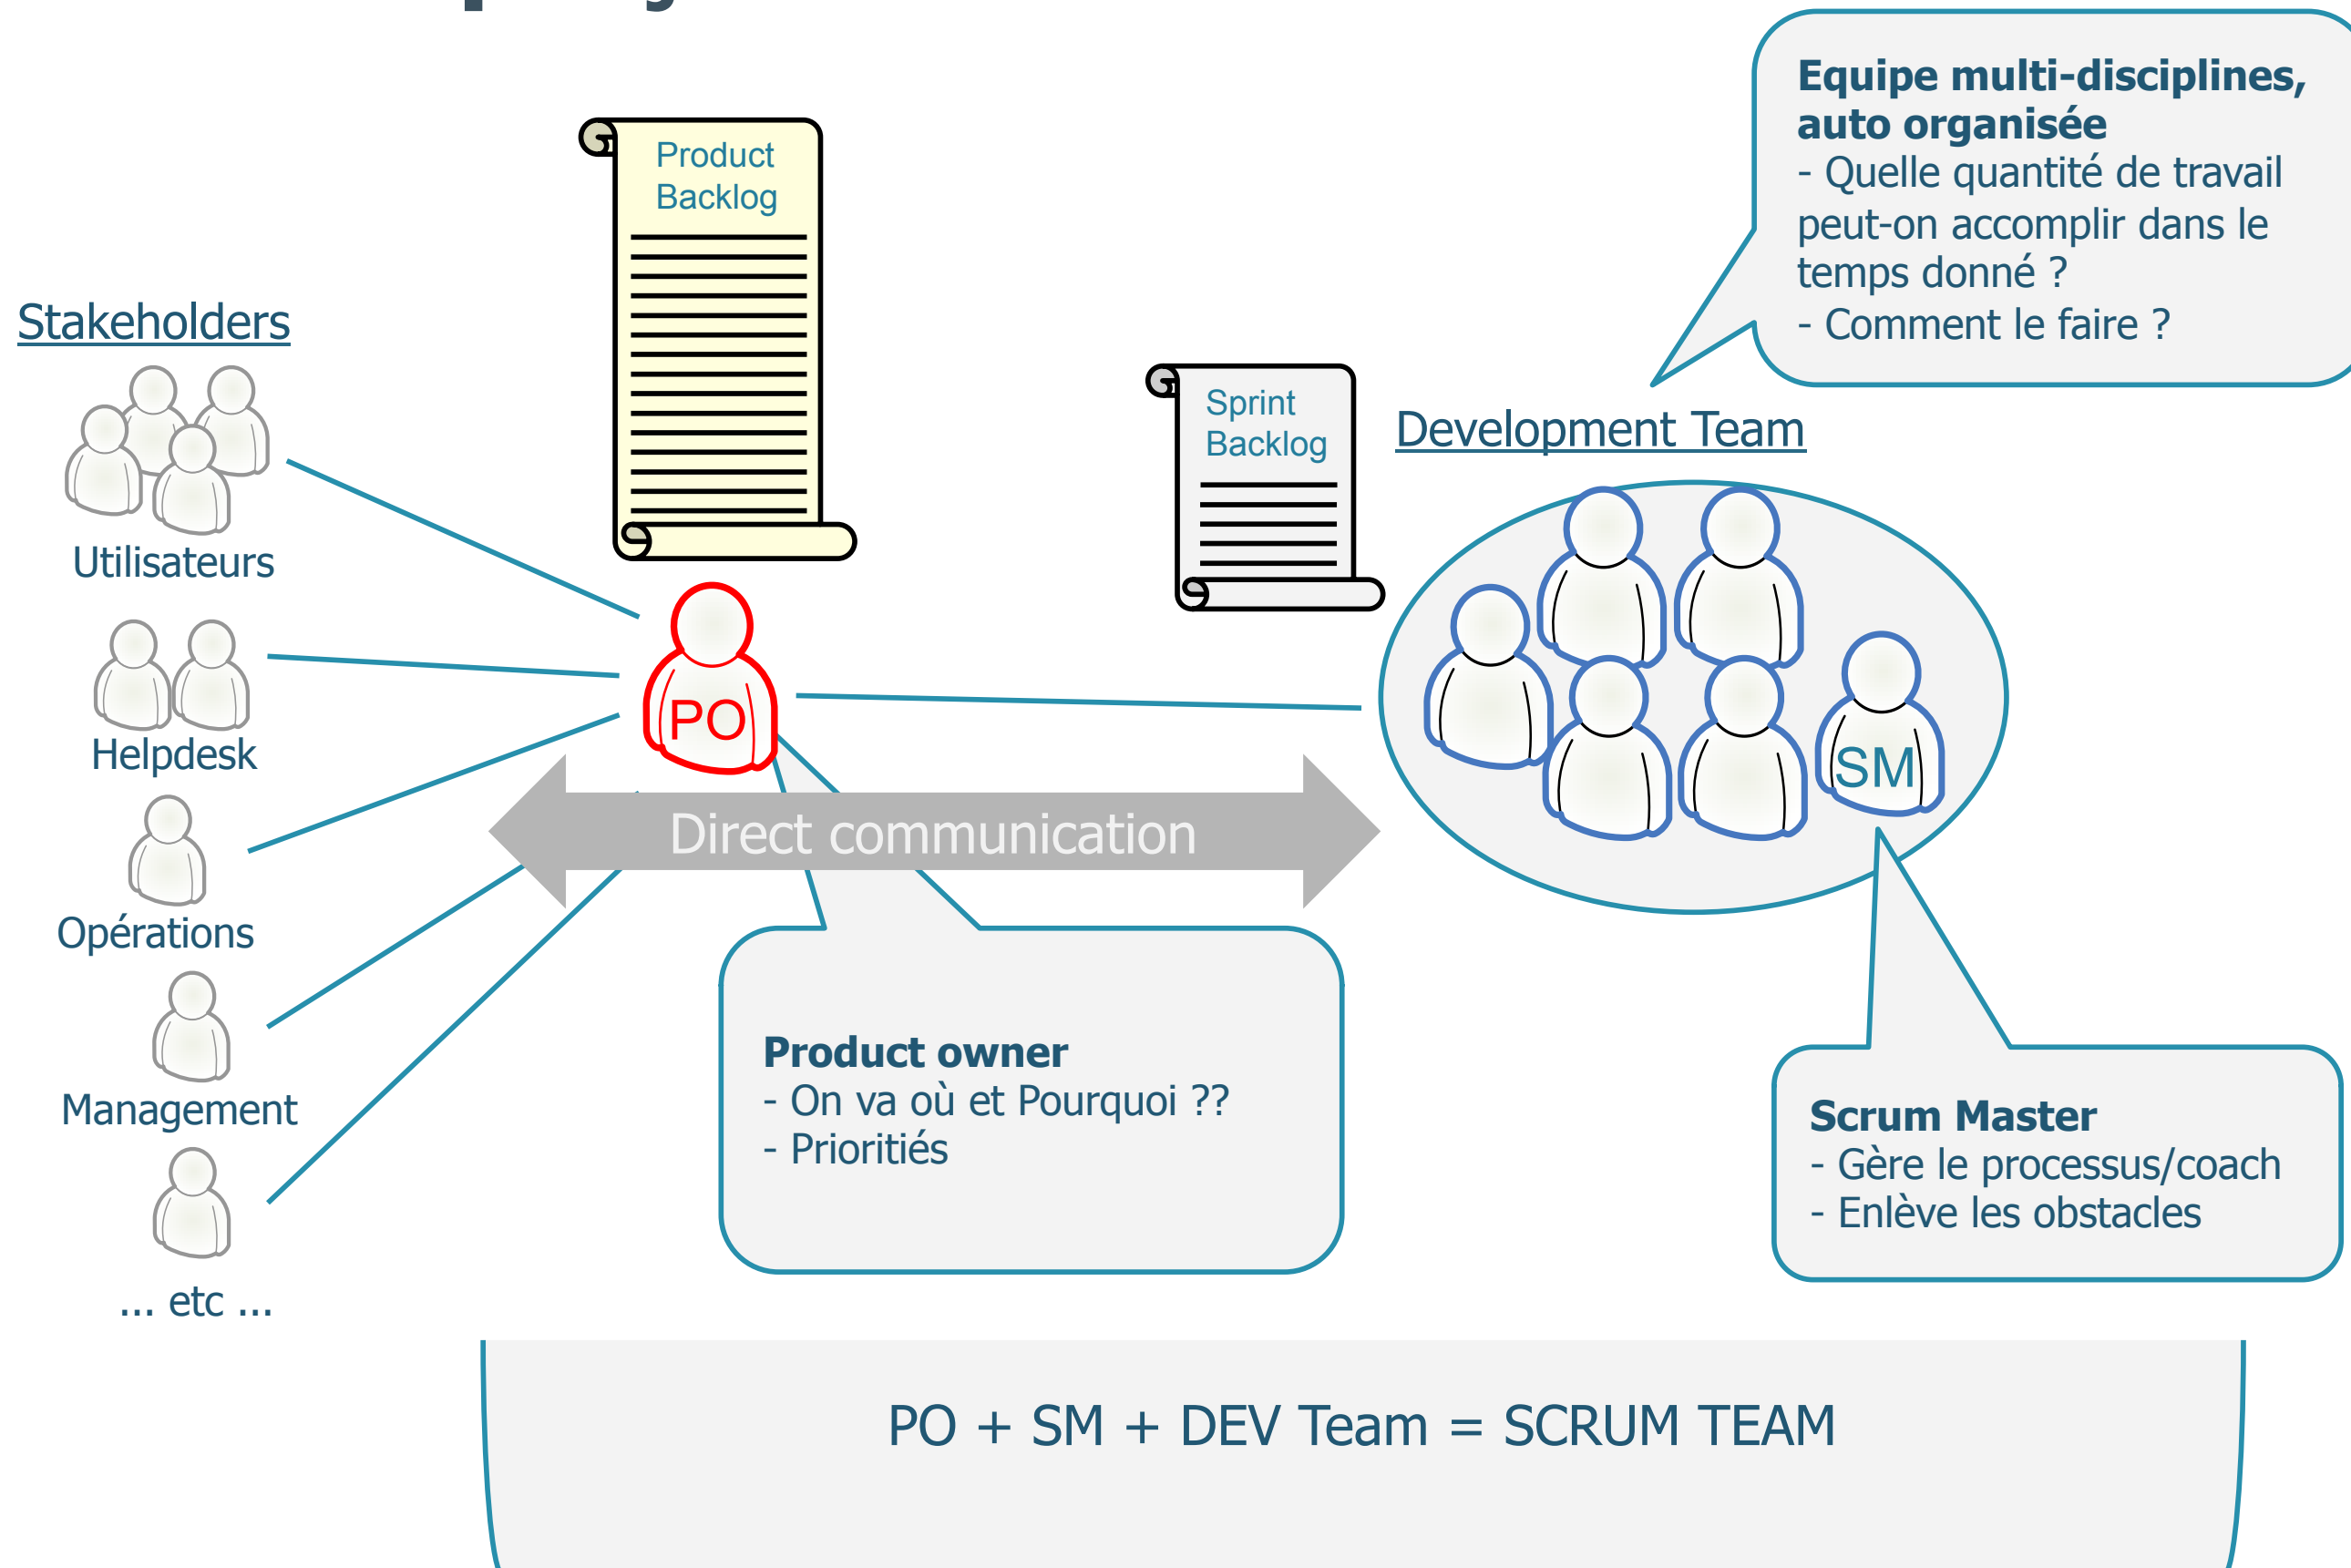 Equipe multi-disciplines,
auto organisée
- Quelle quantité de travail
peut-on accomplir dans le
temps donné ?
- Comment le faire ?
Product
Backlog
Stakeholders
Sprint
Backlog
Development Team
Utilisateurs
Helpdesk
PO
SM
Direct communication
Opérations
Management
... etc ...
Product owner
- On va où et Pourquoi ??
- Prioritiés
Scrum Master
- Gère le processus/coach
- Enlève les obstacles
PO + SM + DEV Team = SCRUM TEAM